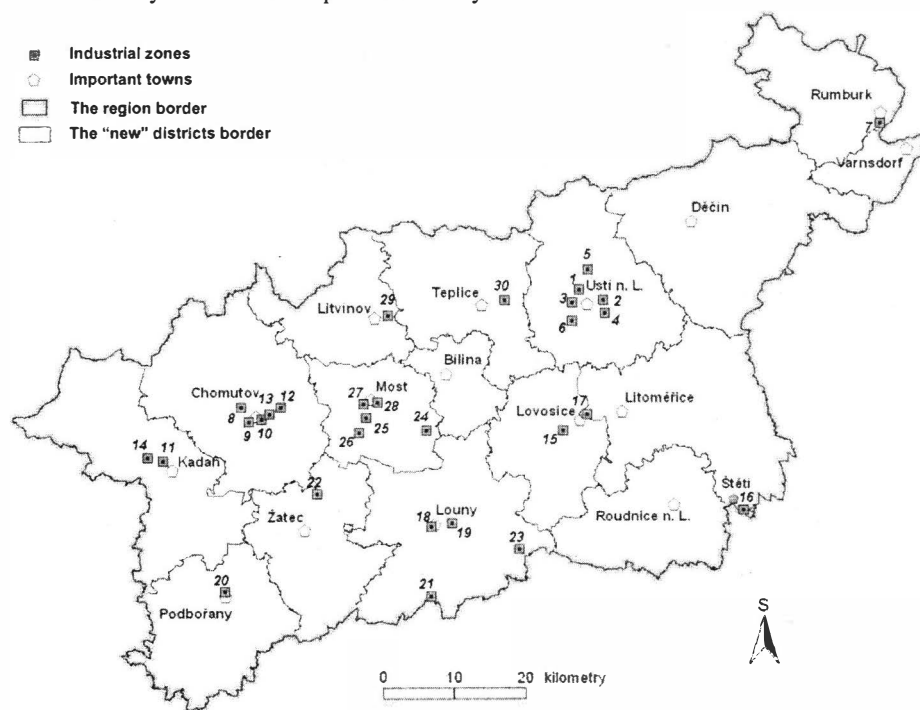 Industrial zones
Important towns
The region border
The "new" districts border
Rumburk
7
Varnsdorf
Děčín
5
1
Ustí n. L.
3
2
4
6
Teplice
30
Litvínov
29
Bílina
Chomutov
13
12
8
9
10
Most
27
28
25
26
24
Lovosice
17
15
Litoměřice
14
11
Kadaň
22
Žatec
Louny
18
19
23
21
Roudnice n. L.
Štětí
16
20
Podbořany
S
0 10 20 kilometry